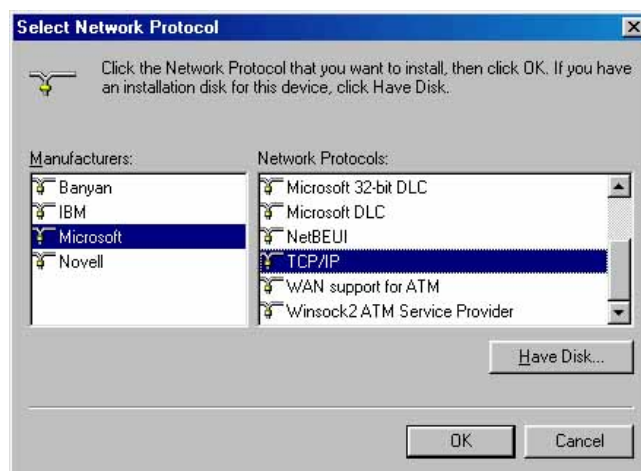 Select Network Protocol
Click the Network Protocol that you want to install, then click OK. If you have
an installation disk for this device, click Have Disk.
Manufacturers:
Banyan
IBM
Microsoft
Novell
Network Protocols:
Microsoft 32-bit DLC
Microsoft DLC
NetBEUI
TCP/IP
WAN support for ATM
Winsock2 ATM Service Provider
Have Disk...
OK
Cancel